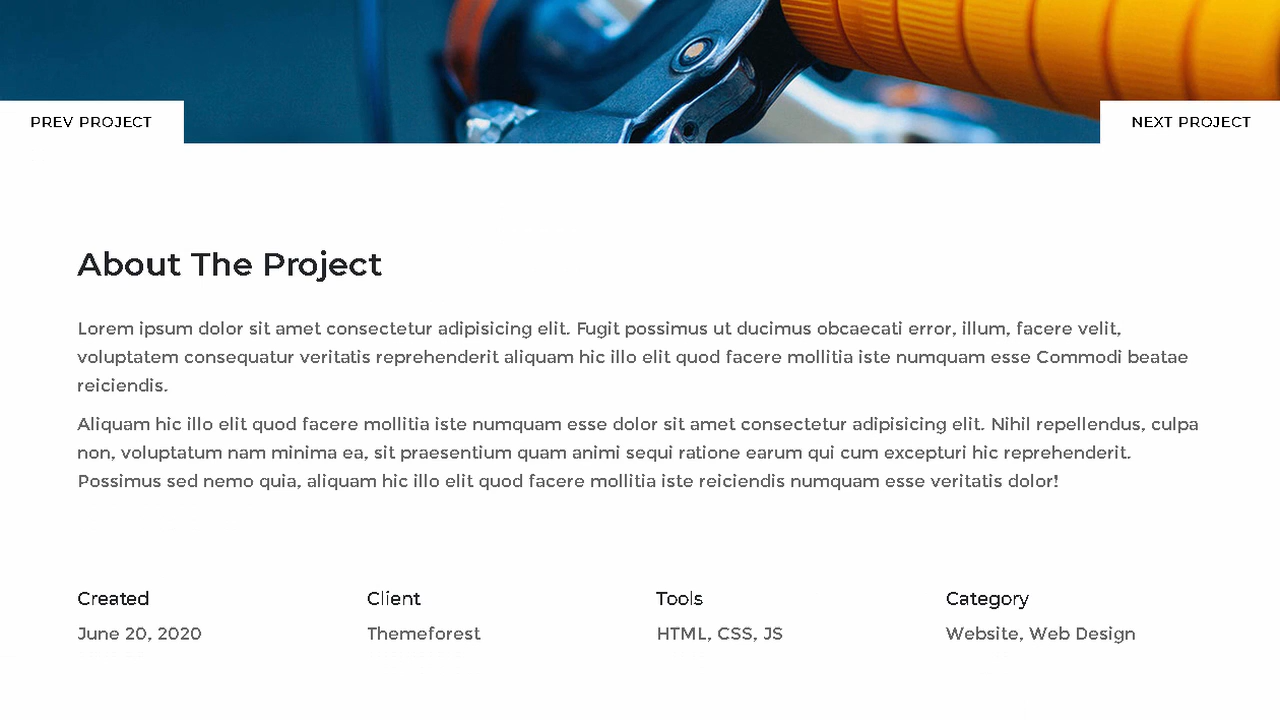 PREV PROJECT
NEXT PROJECT
About The Project
Lorem ipsum dolor sit amet consectetur adipisicing elit. Fugit possimus ut ducimus obcaecati error, illum, facere velit,
voluptatem consequatur veritatis reprehenderit aliquam hic illo elit quod facere mollitia iste numquam esse Commodi beatae
reiciendis.
Aliquam hic illo elit quod facere mollitia iste numquam esse dolor sit amet consectetur adipisicing elit. Nihil repellendus, culpa
non, voluptatum nam minima ea, sit praesentium quam animi sequi ratione earum qui cum excepturi hic reprehenderit.
Possimus sed nemo quia, aliquam hic illo elit quod facere mollitia iste reiciendis numquam esse veritatis dolor!
Created
June 20, 2020
Client
Themeforest
Tools
HTML, CSS, JS
Category
Website, Web Design